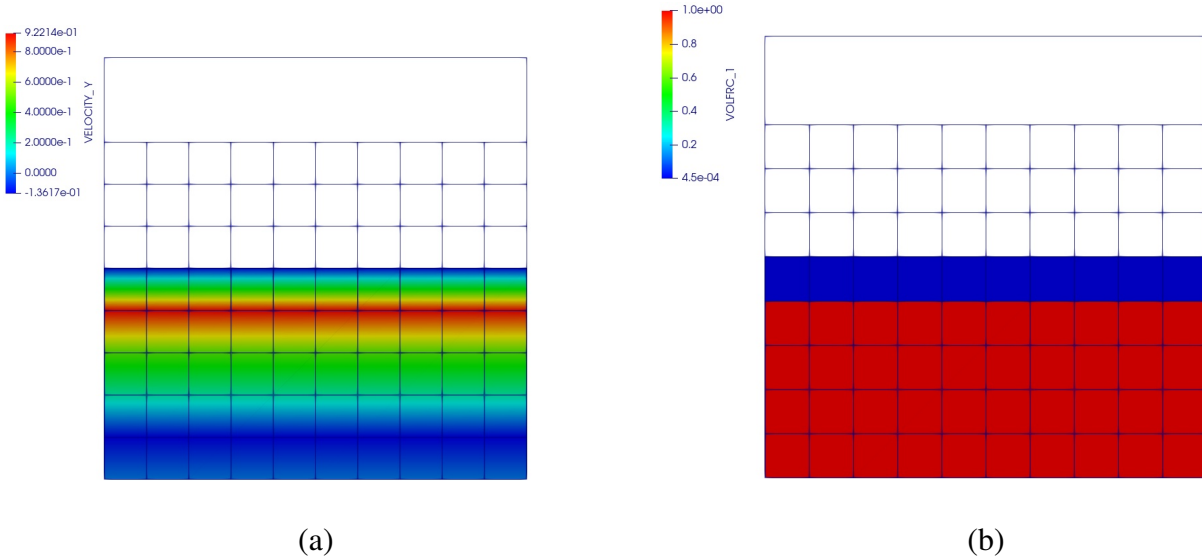 9.2214e-01
8.0000e-1
6.0000e-1
4.0000e-1
2.0000e-1
0.0000
-1.3617e-01
VELOCITY_Y
(a)
1.0e+00
0.8
0.6
0.4
0.2
4.5e-04
VOLFRC_1
(b)